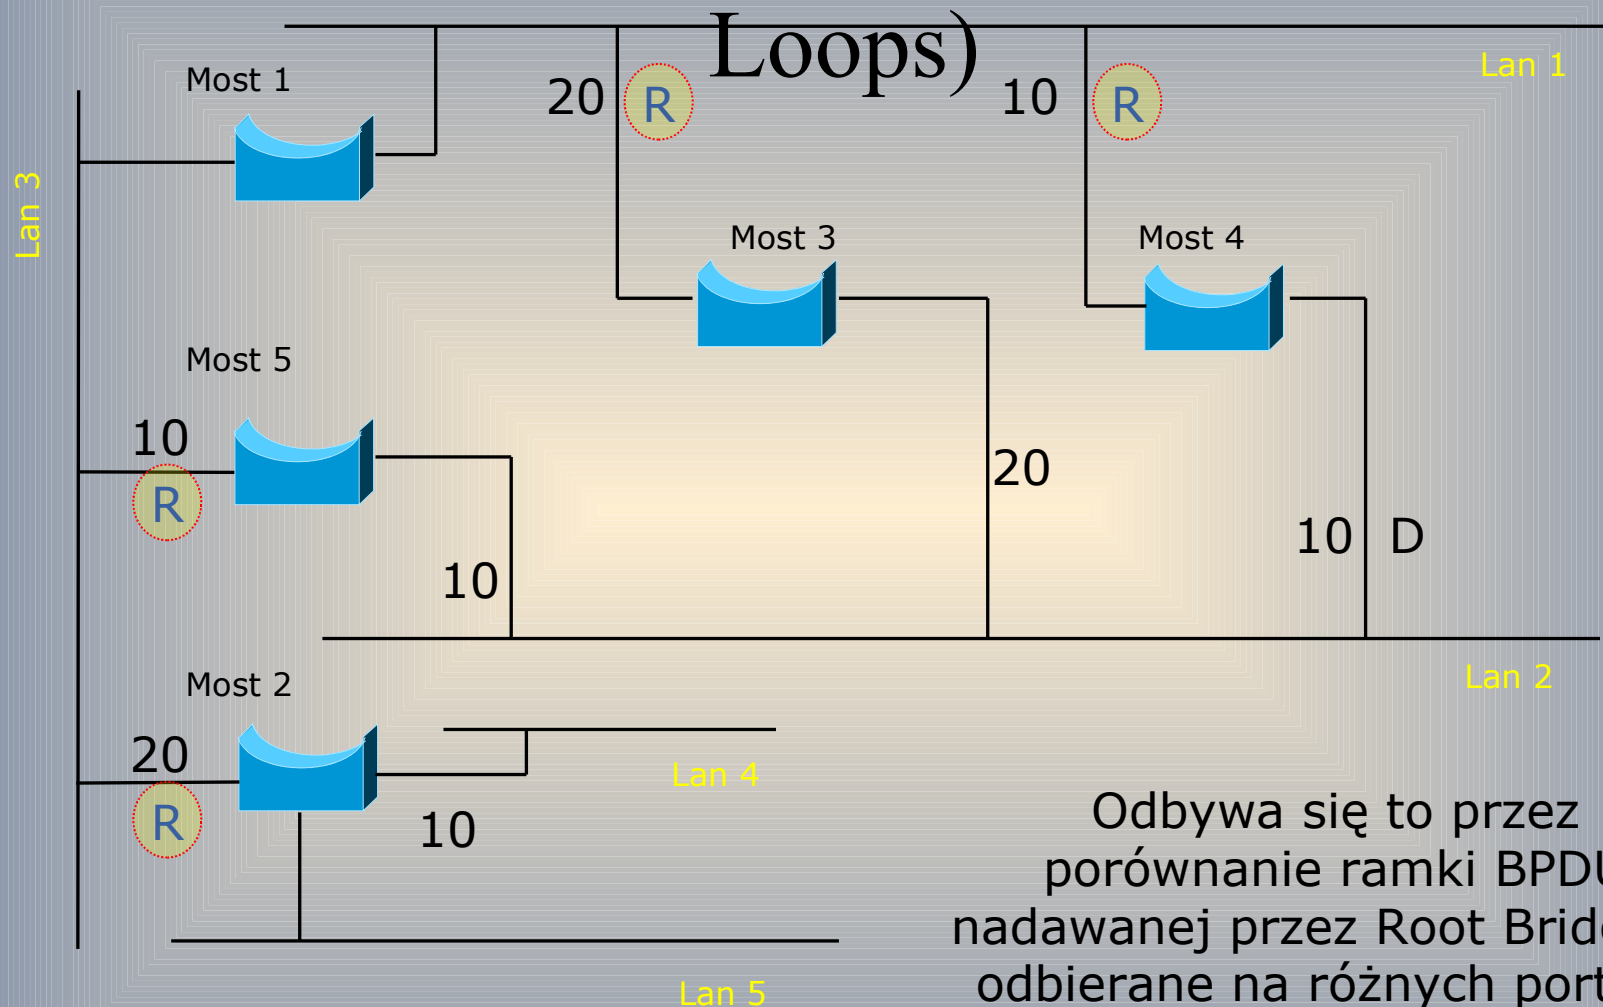 Loops)
Lan 1
Most 1
20
R
10
R
Lan 3
Most 3
Most 4
Most 5
10
R
20
10
D
10
Lan 2
Most 2
20
R
Lan 4
10
Odbywa się to przez
porównanie ramki BPDU
nadawanej przez Root
odbierane na różnych
Lan 5